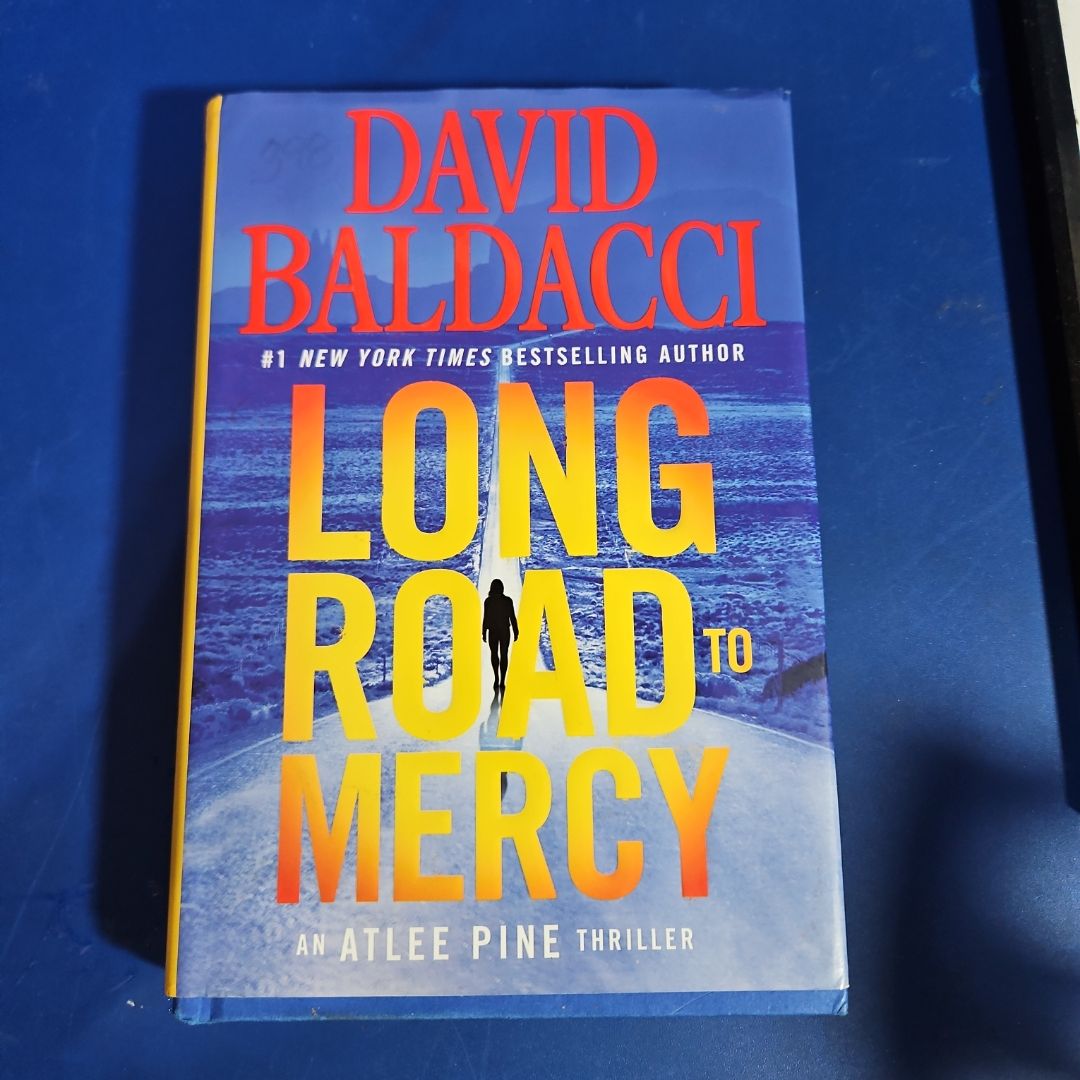 DAVID
BALDACCI
#1 NEW YORK TIMES BESTSELLING AUTHOR
LONG
ROAD TO
MERCY
AN ATLEE PINE THRILLER